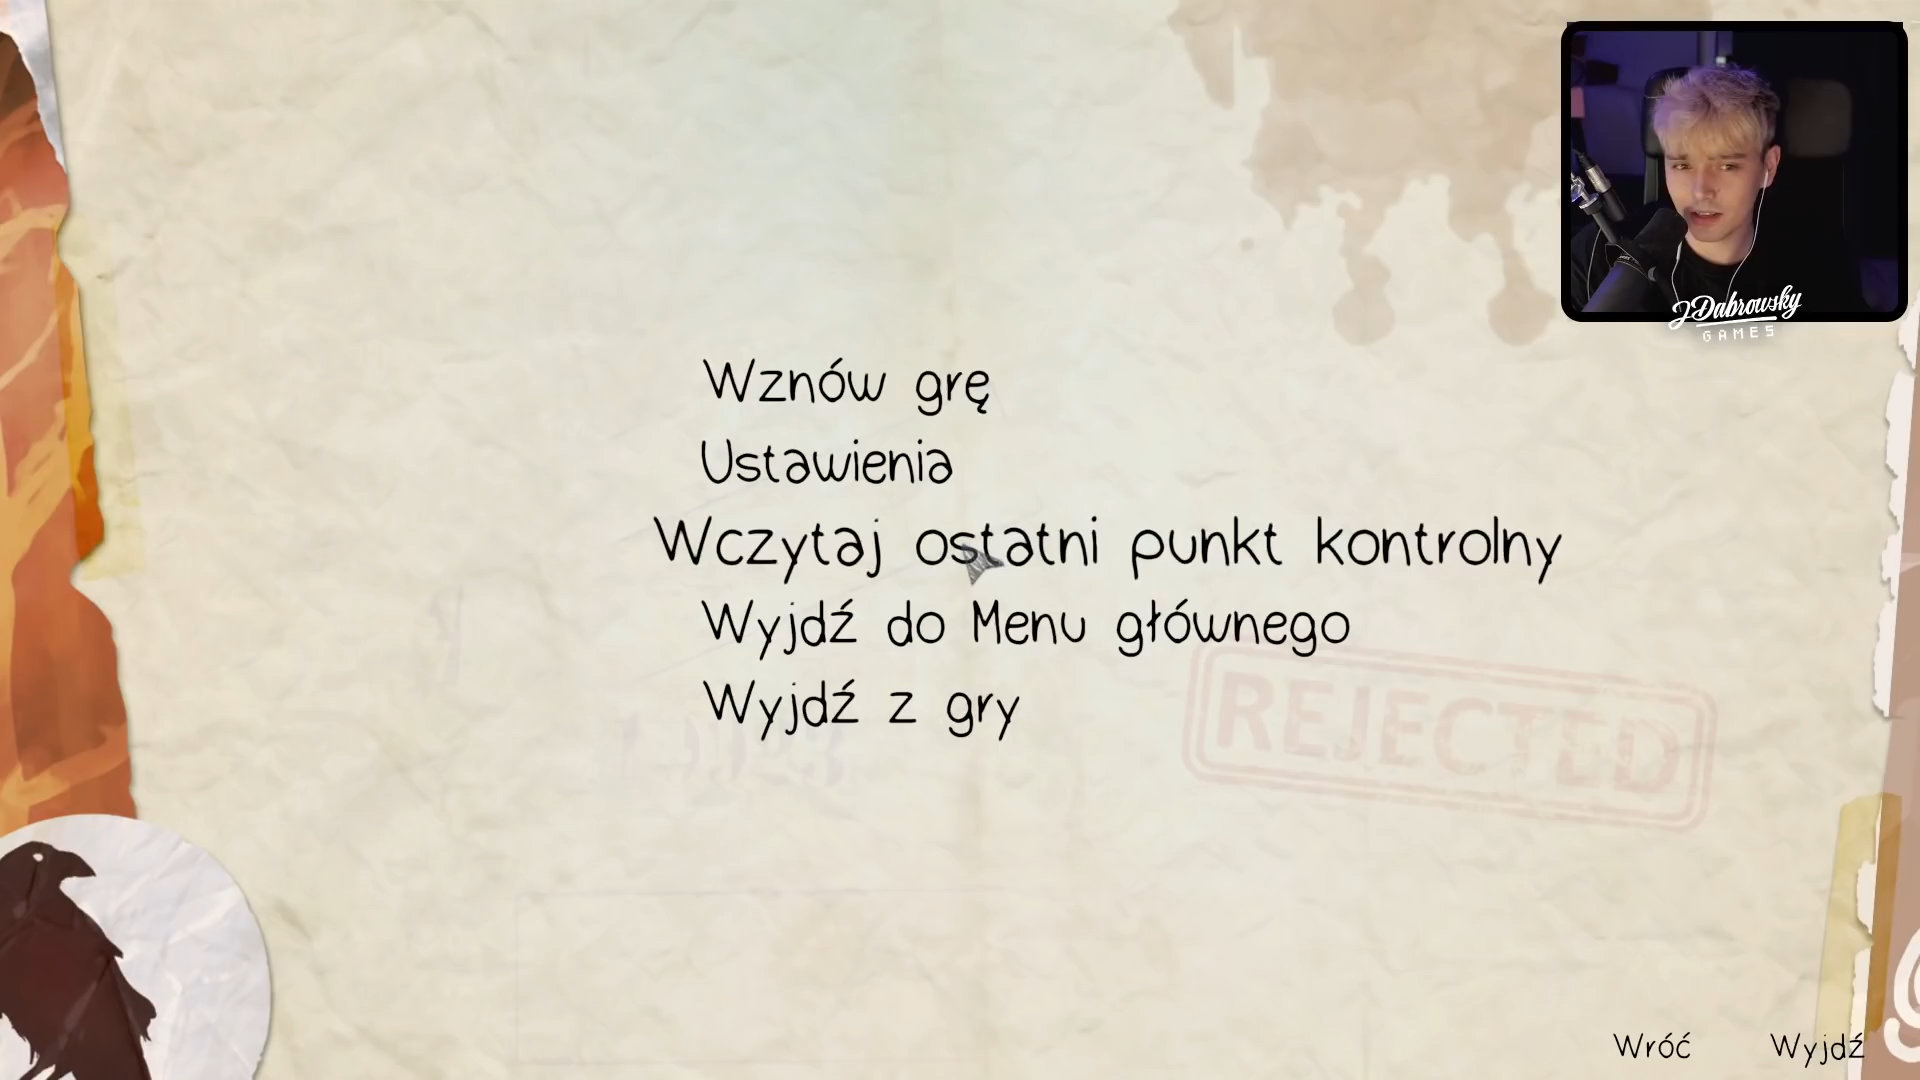 JDabrowsky
GAMES
Wznów grę
Ustawienia
Wczytaj ostatni punkt kontrolny
Wyjdź do Menu głównego
Wyjdź z gry
REJECTED
Wróć
Wyjdź